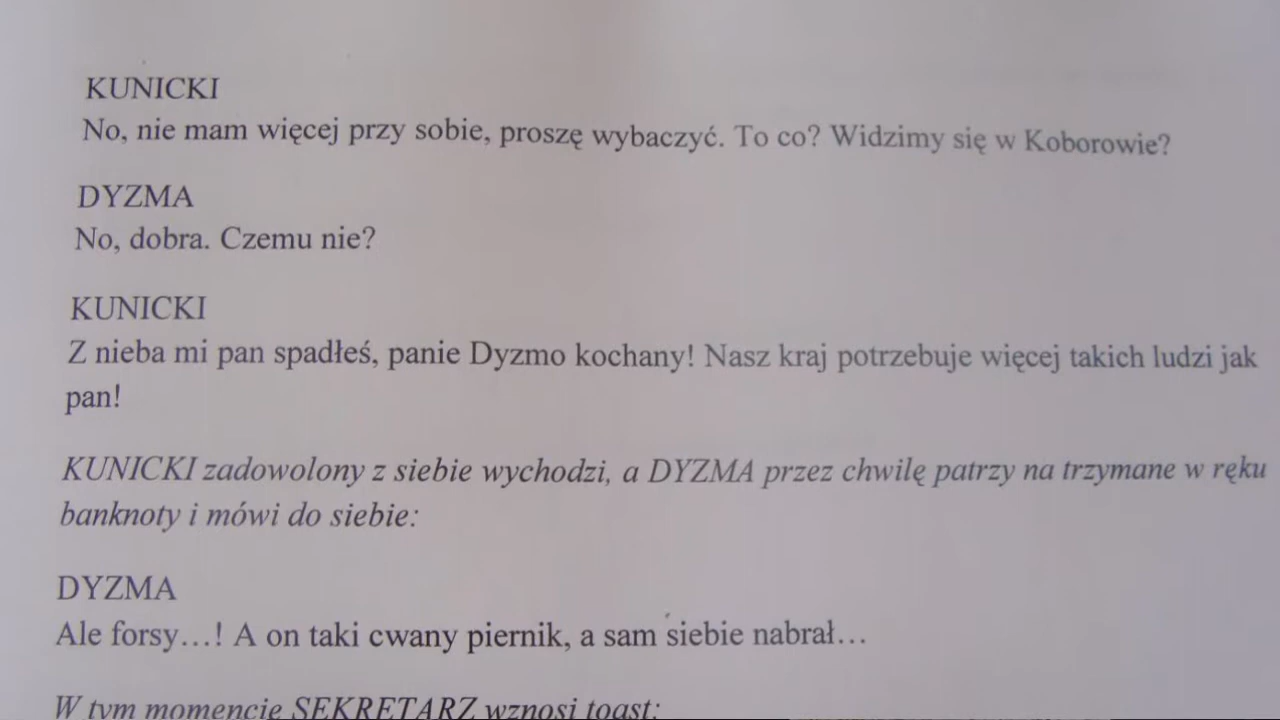 KUNICKI
No, nie mam więcej przy sobie, proszę wybaczyć. To co? Widzimy się w Koborowie?
DYZMA
No, dobra. Czemu nie?
KUNICKI
Z nieba mi pan spadłeś, panie Dyzmo kochany! Nasz kraj potrzebuje więcej takich ludzi jak
pan!
KUNICKI zadowolony z siebie wychodzi, a DYZMA przez chwilę patrzy na trzymane w ręku
banknoty i mówi do siebie:
DYZMA
Ale forsy…! A on taki cwany piernik, a sam siebie nabrał…
W tym momencie SEKRETARZ wznosi toast: